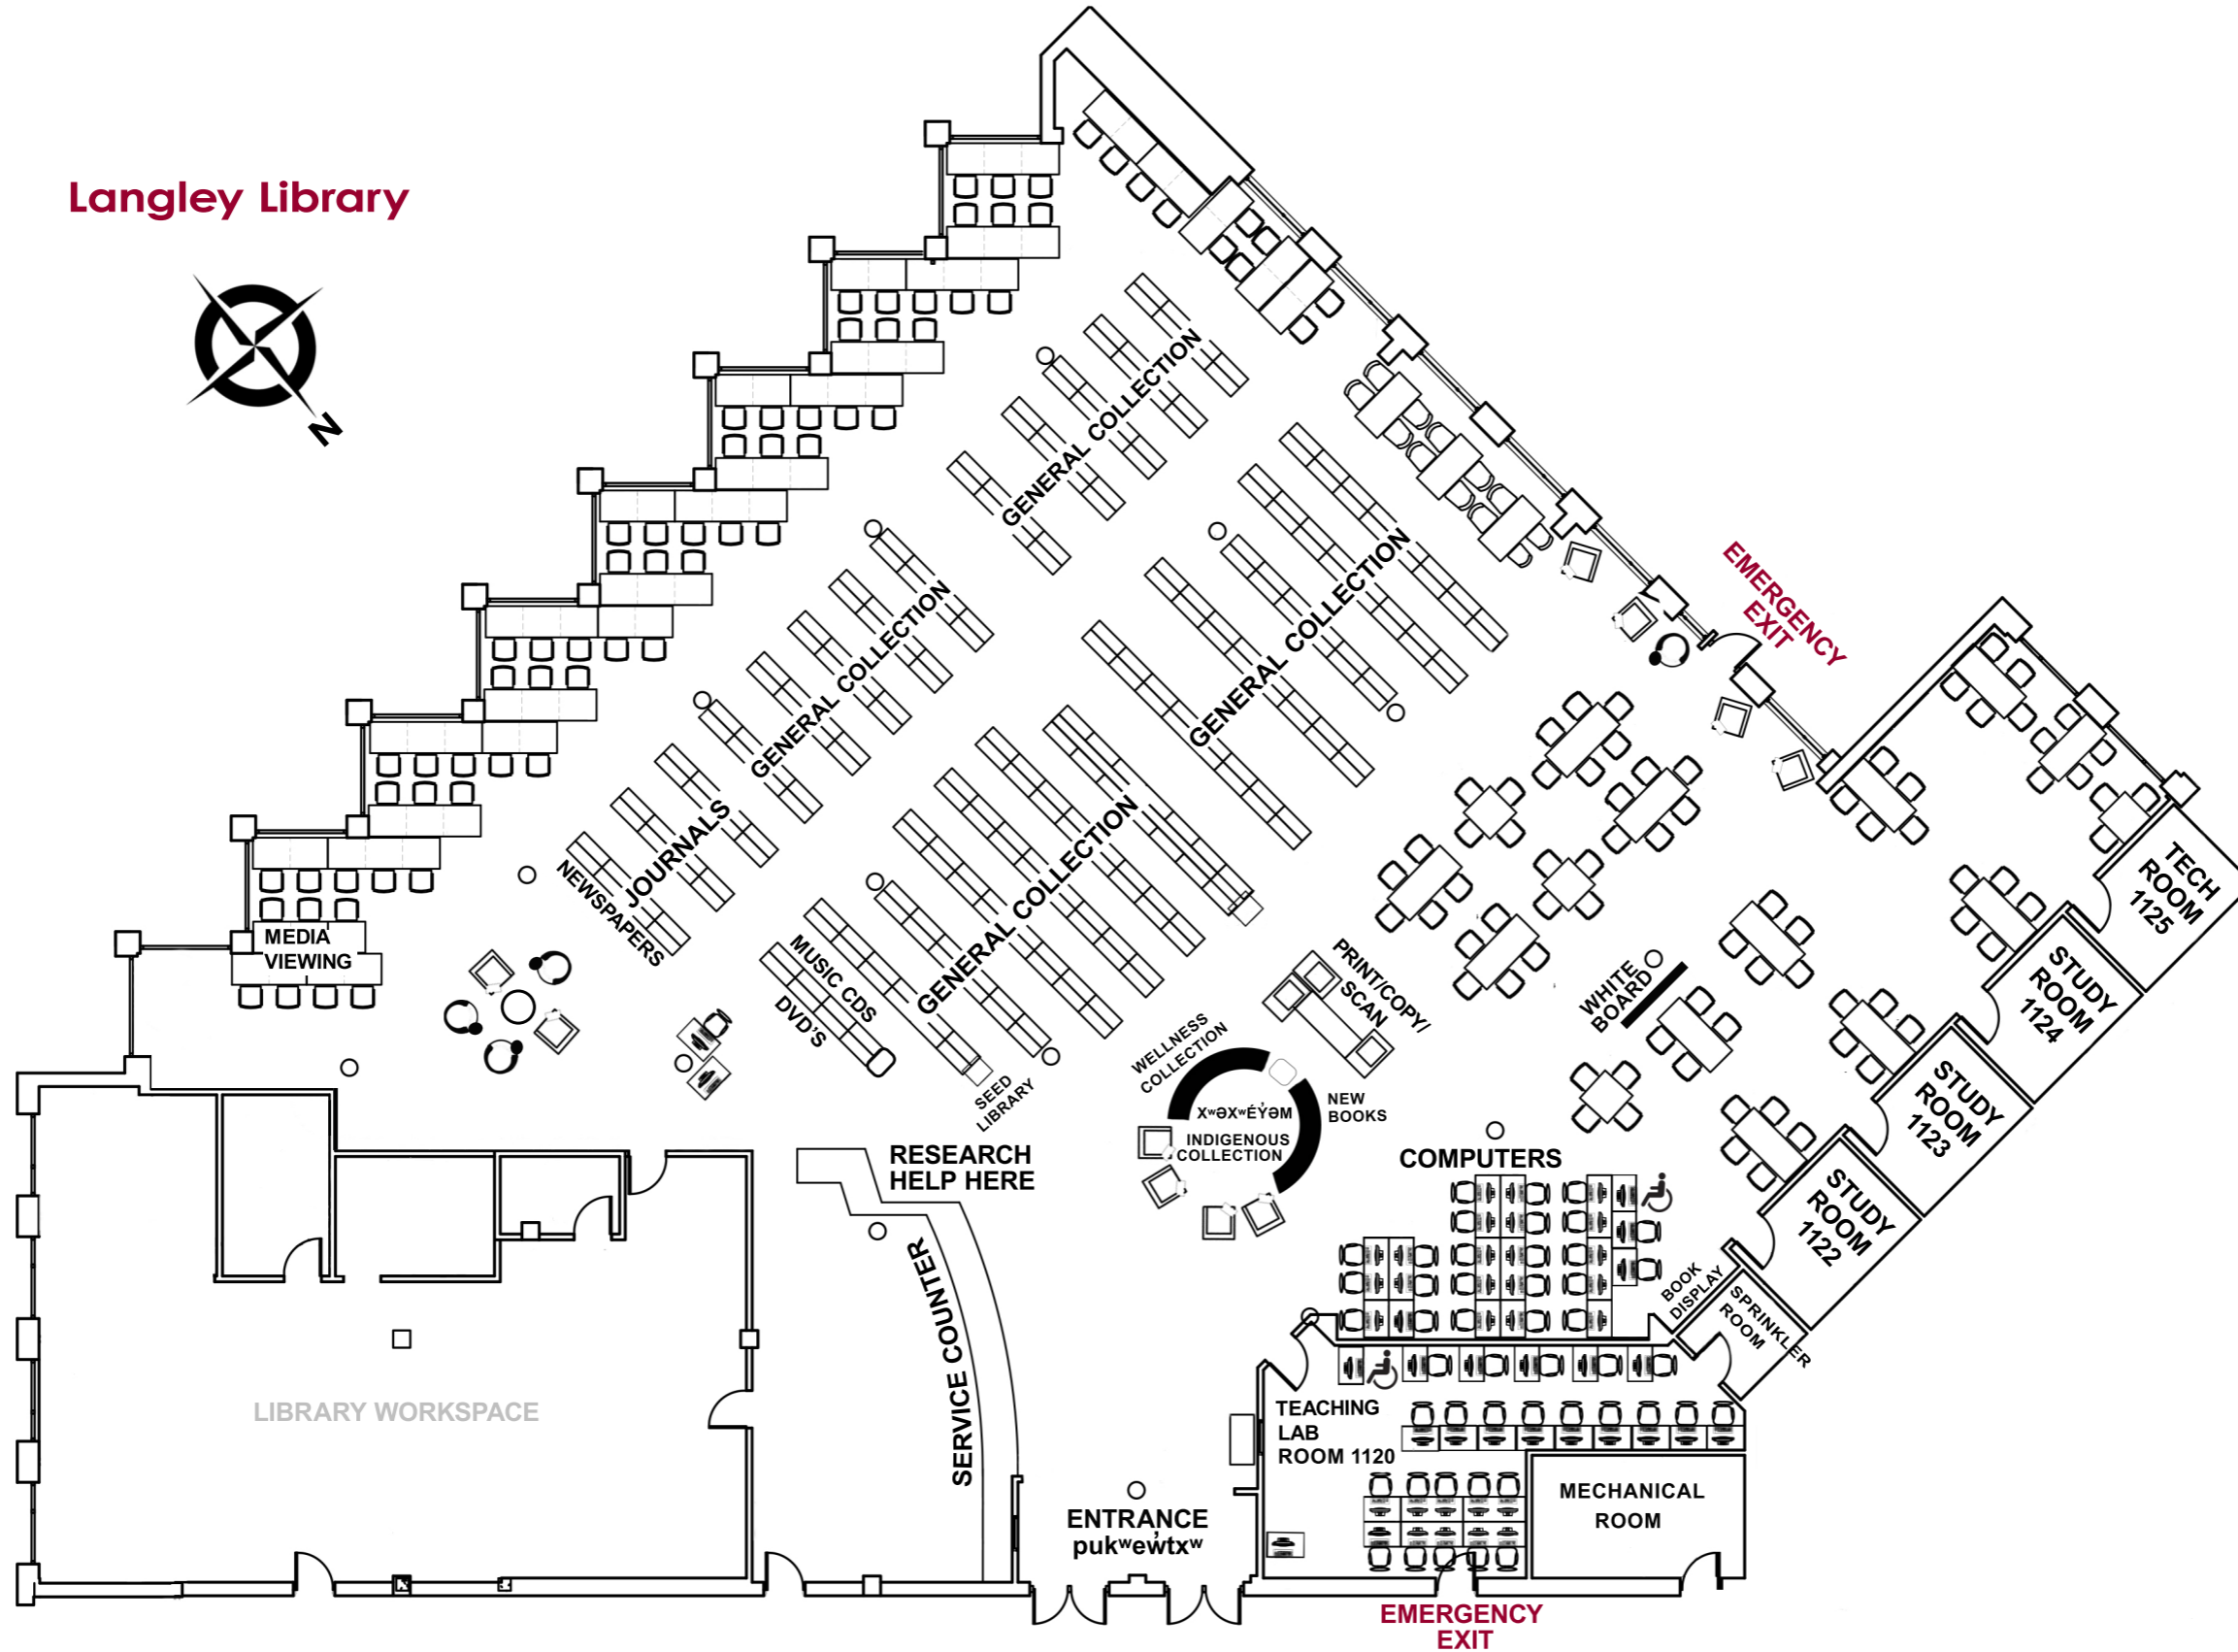 Langley Library
N
GENERAL COLLECTION
GENERAL COLLECTION
EMERGENCY
EXIT
GENERAL COLLECTION
JOURNALS
NEWSPAPERS
GENERAL COLLECTION
MUSIC CDS
DVD'S
MEDIA
VIEWING
TECH
ROOM
1125
STUDY
ROOM
1124
STUDY
ROOM
1123
STUDY
ROOM
1122
WHITE
BOARD
PRINT/COPY/
SCAN
WELLNESS
COLLECTION
SEED
LIBRARY
XʷƏXʷÉY̓ƏM
INDIGENOUS
COLLECTION
NEW
BOOKS
RESEARCH
HELP HERE
COMPUTERS
BOOK
DISPLAY
SPRINKLER
ROOM
SERVICE COUNTER
LIBRARY WORKSPACE
TEACHING
LAB
ROOM 1120
MECHANICAL
ROOM
ENTRANCE
pukʷew̓txʷ
EMERGENCY
EXIT